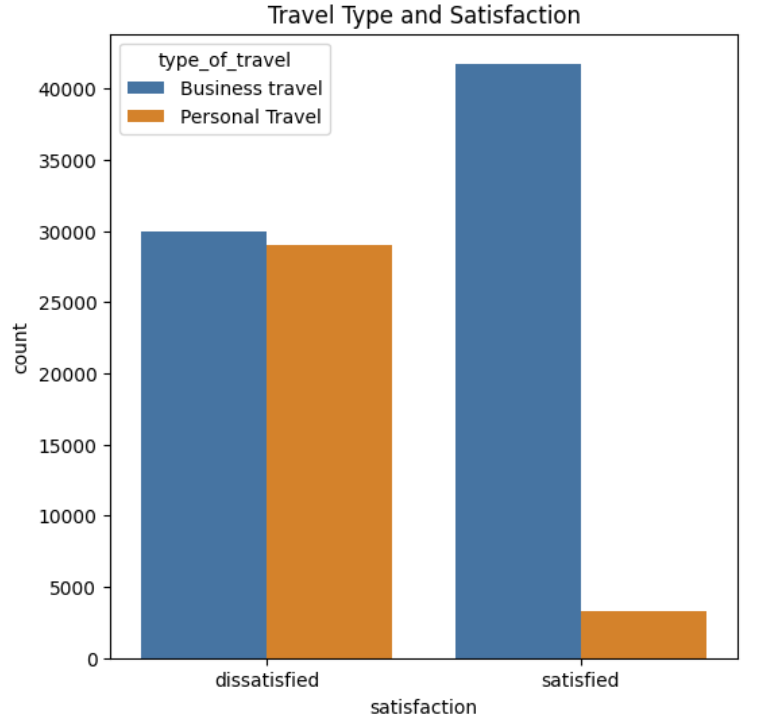 Travel Type and Satisfaction
type_of_travel
Business travel
Personal Travel
40000
35000
30000
25000
20000
15000
10000
5000
0
count
dissatisfied
satisfied
satisfaction